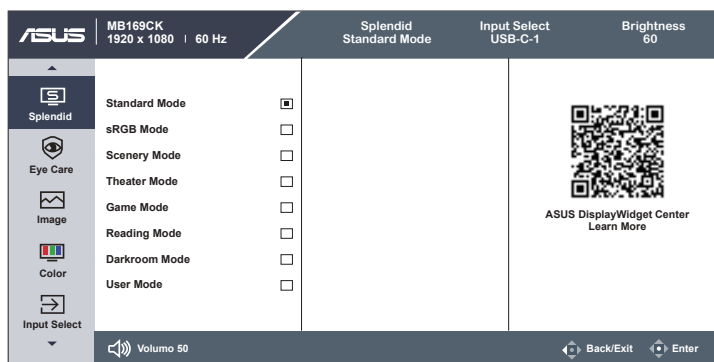 ASUS
MB169CK
1920 x 1080 | 60 Hz
Splendid
Standard Mode
Input Select
USB-C-1
Brightness
60
Splendid
Eye Care
Image
Color
Input Select
Standard Mode
sRGB Mode
Scenery Mode
Theater Mode
Game Mode
Reading Mode
Darkroom Mode
User Mode
ASUS DisplayWidget Center
Learn More
Volumo 50
Back/Exit
Enter